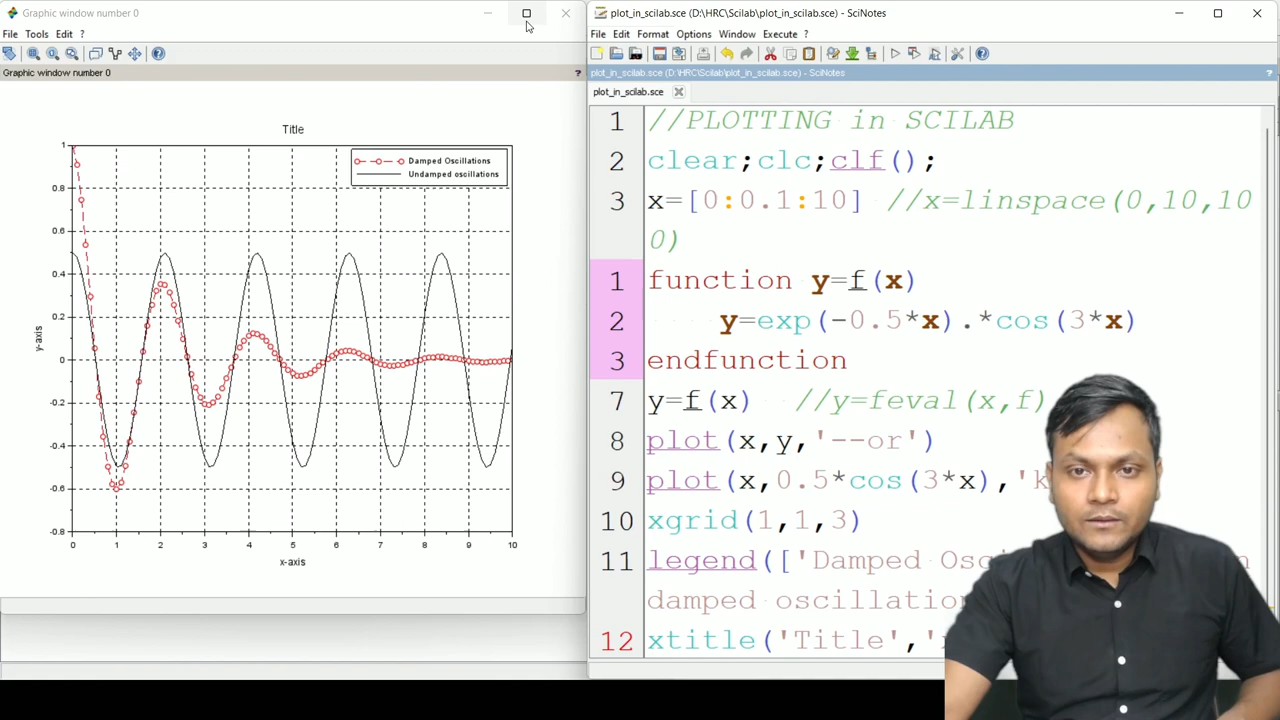 Graphic window number 0
File Tools Edit ?
Graphic window number 0 ?
Title
Damped Oscillations
Undamped oscillations
1
0.8
0.6
0.4
0.2
0
-0.2
-0.4
-0.6
-0.8
y-axis
0 1 2 3 4 5 6 7 8 9 10
x-axis
plot_in_scilab.sce (D:\HRC\Scilab\plot_in_scilab.sce) - SciNotes
File Edit Format Options Window Execute ?
plot_in_scilab.sce (D:\HRC\Scilab\plot_in_scilab.sce) - SciNotes ?
plot_in_scilab.sce
1 //PLOTTING in SCILAB
2 clear;clc;clf();
3 x=[0:0.1:10] //x=linspace(0,10,10
0)
1 function y=f(x)
2 y=exp(-0.5*x).*cos(3*x)
3 endfunction
7 y=f(x) //y=feval(x,f)
8 plot(x,y,'--or')
9 plot(x,0.5*cos(3*x),'k
10 xgrid(1,1,3)
11 legend(['Damped Osc n
damped oscillation
12 xtitle('Title','